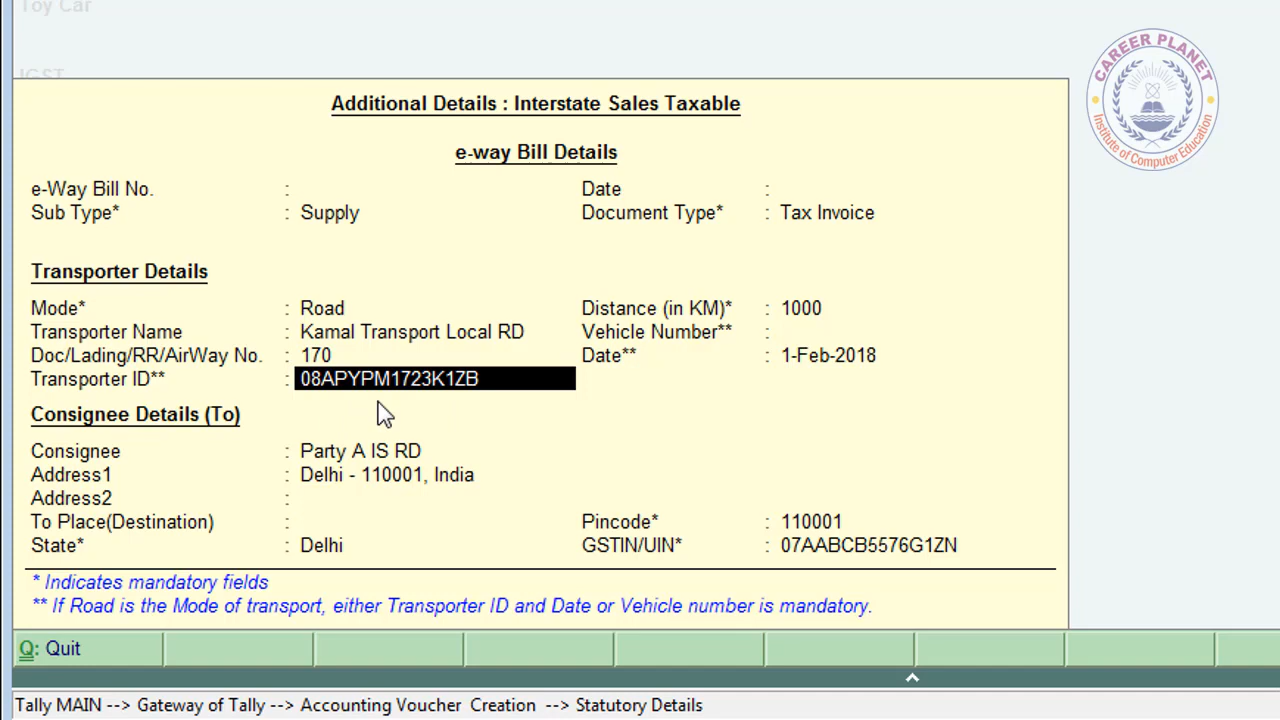 Toy Car
IGST
CAREER PLANET
Institute of Computer Education
Additional Details : Interstate Sales Taxable
e-way Bill Details
e-Way Bill No. : Date :
Sub Type* : Supply Document Type* : Tax Invoice
Transporter Details
Mode* : Road Distance (in KM)* : 1000
Transporter Name : Kamal Transport Local RD Vehicle Number** :
Doc/Lading/RR/AirWay No. : 170 Date** : 1-Feb-2018
Transporter ID** : 08APYPM1723K1ZB
Consignee Details (To)
Consignee : Party A IS RD
Address1 : Delhi - 110001, India
Address2 :
To Place(Destination) : Pincode* : 110001
State* : Delhi GSTIN/UIN* : 07AABCB5576G1ZN
* Indicates mandatory fields
** If Road is the Mode of transport, either Transporter ID and Date or Vehicle number is mandatory.
Q: Quit
Tally MAIN --> Gateway of Tally --> Accounting Voucher Creation --> Statutory Details